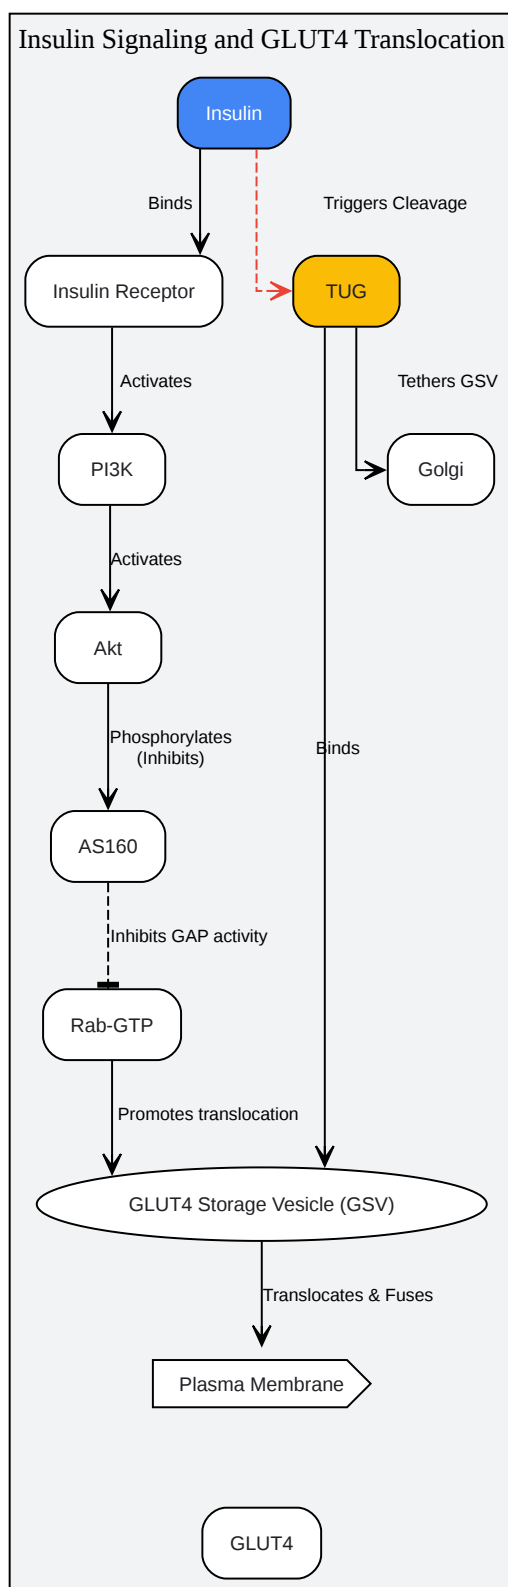 Insulin Signaling and GLUT4 Translocation
Insulin
Binds
Triggers Cleavage
Insulin Receptor
TUG
Activates
Tethers GSV
PI3K
Golgi
Activates
Akt
Phosphorylates
(Inhibits)
Binds
AS160
Inhibits GAP activity
Rab-GTP
Promotes translocation
GLUT4 Storage Vesicle (GSV)
Translocates & Fuses
Plasma Membrane
GLUT4